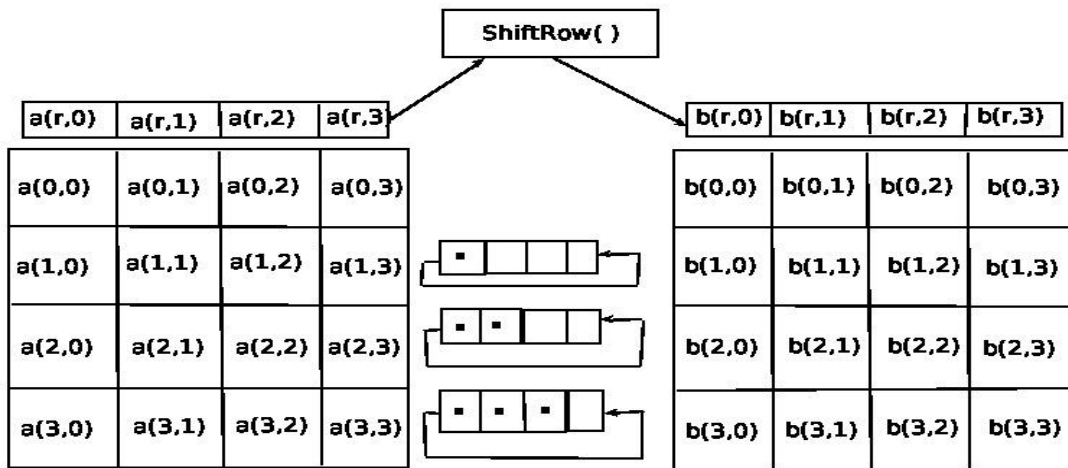 ShiftRow( )
a(r,0) a(r,1) a(r,2) a(r,3) b(r,0) b(r,1) b(r,2) b(r,3)
a(0,0) a(0,1) a(0,2) a(0,3) b(0,0) b(0,1) b(0,2) b(0,3)
a(1,0) a(1,1) a(1,2) a(1,3) b(1,0) b(1,1) b(1,2) b(1,3)
a(2,0) a(2,1) a(2,2) a(2,3) b(2,0) b(2,1) b(2,2) b(2,3)
a(3,0) a(3,1) a(3,2) a(3,3) b(3,0) b(3,1) b(3,2) b(3,3)